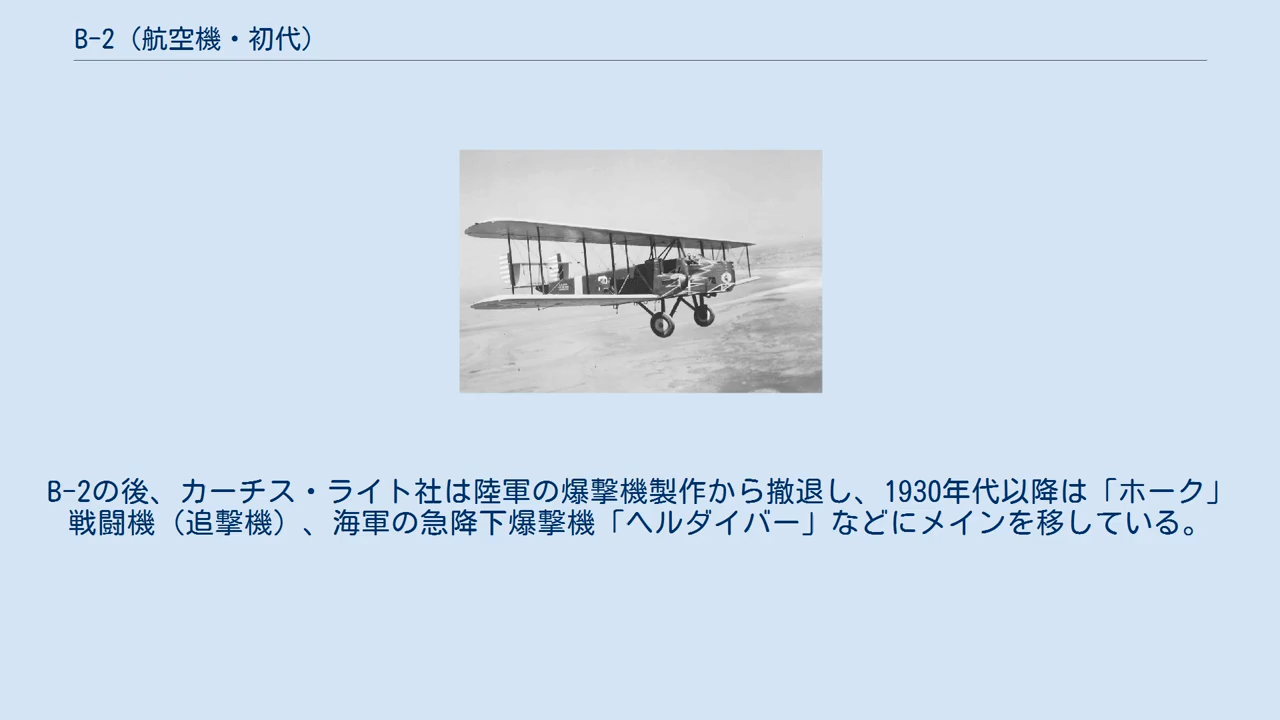 B-2（航空機・初代）
B-2の後、カーチス・ライト社は陸軍の爆撃機製作から撤退し、1930年代以降は「ホーク」
戦闘機（追撃機）、海軍の急降下爆撃機「ヘルダイバー」などにメインを移している。